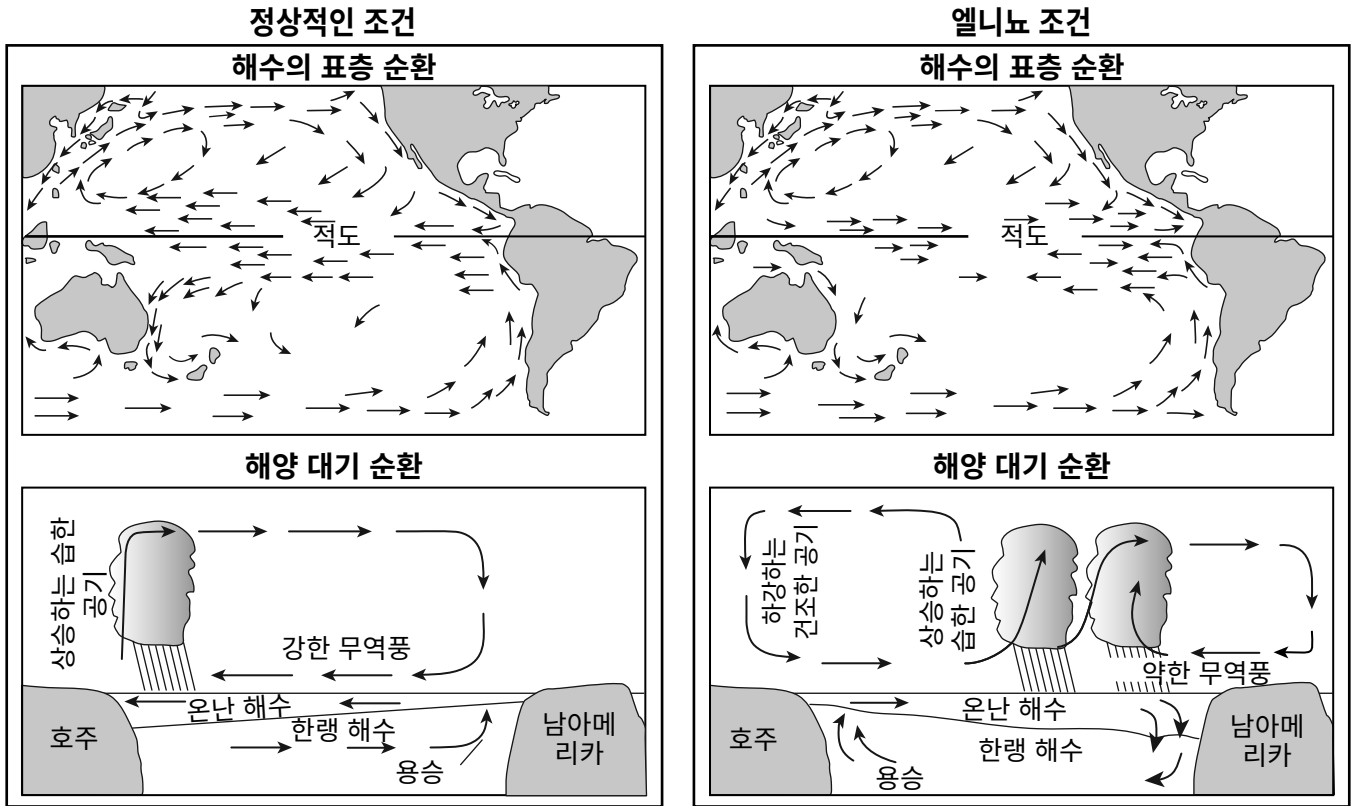 정상적인 조건
해수의 표층 순환
적도
해양 대기 순환
상승하는 습한
공기
강한 무역풍
온난 해수
한랭 해수
용승
호주
남아메
리카
엘니뇨 조건
해수의 표층 순환
적도
해양 대기 순환
하강하는
건조한 공기
상승하는
습한 공기
약한 무역풍
온난 해수
한랭 해수
용승
호주
남아메
리카